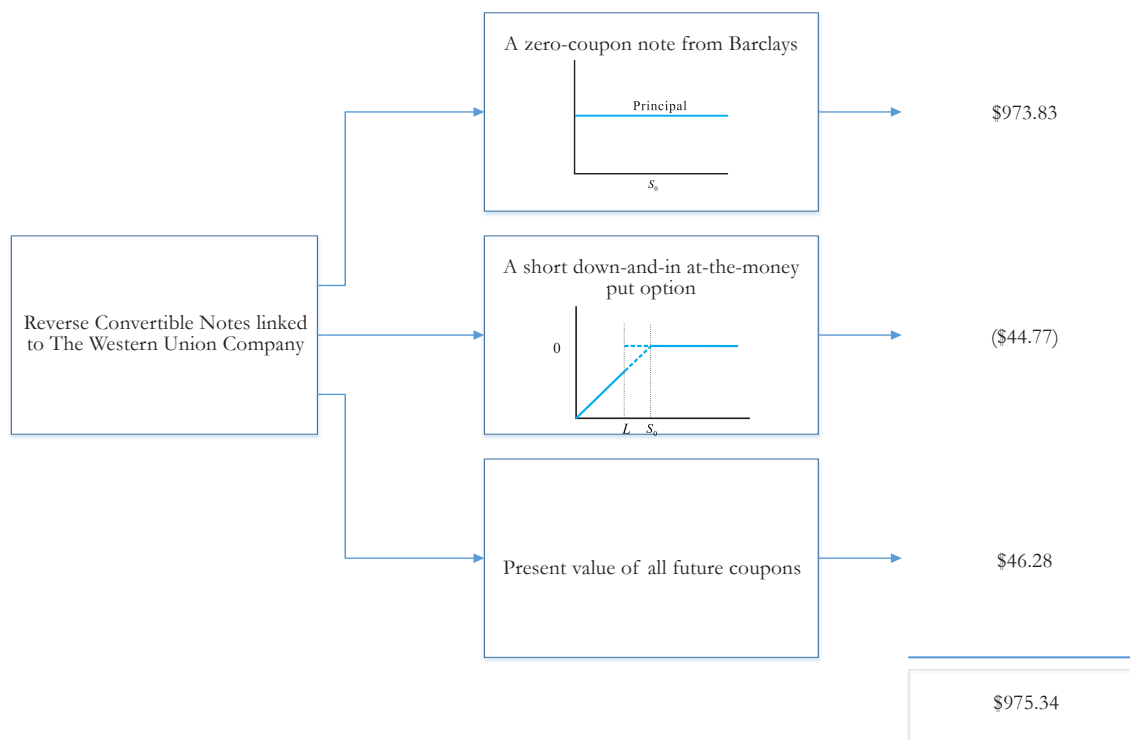 A zero-coupon note from Barclays
Principal
S0
$973.83
Reverse Convertible Notes linked
to The Western Union Company
A short down-and-in at-the-money
put option
0
L
S0
($44.77)
Present value of all future coupons
$46.28
$975.34